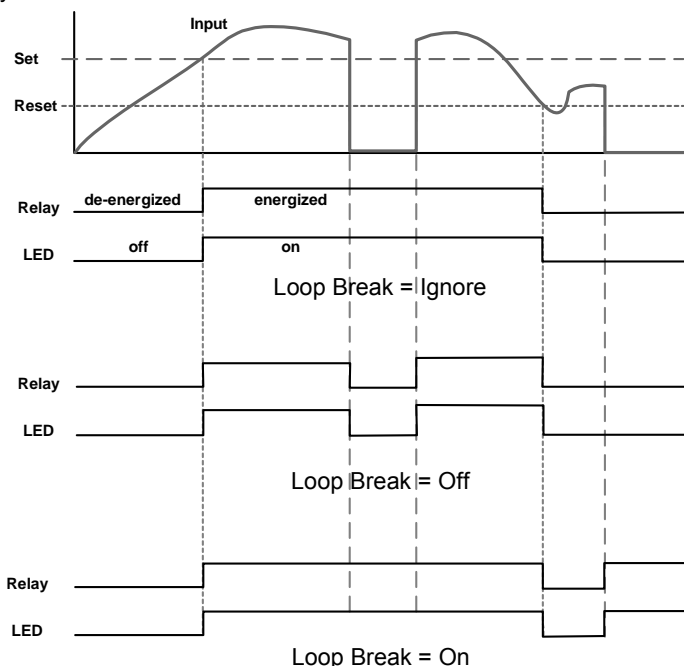 Input
Set
Reset
Relay de-energized energized
LED off on
Loop Break = Ignore
Relay
LED
Loop Break = Off
Relay
LED
Loop Break = On